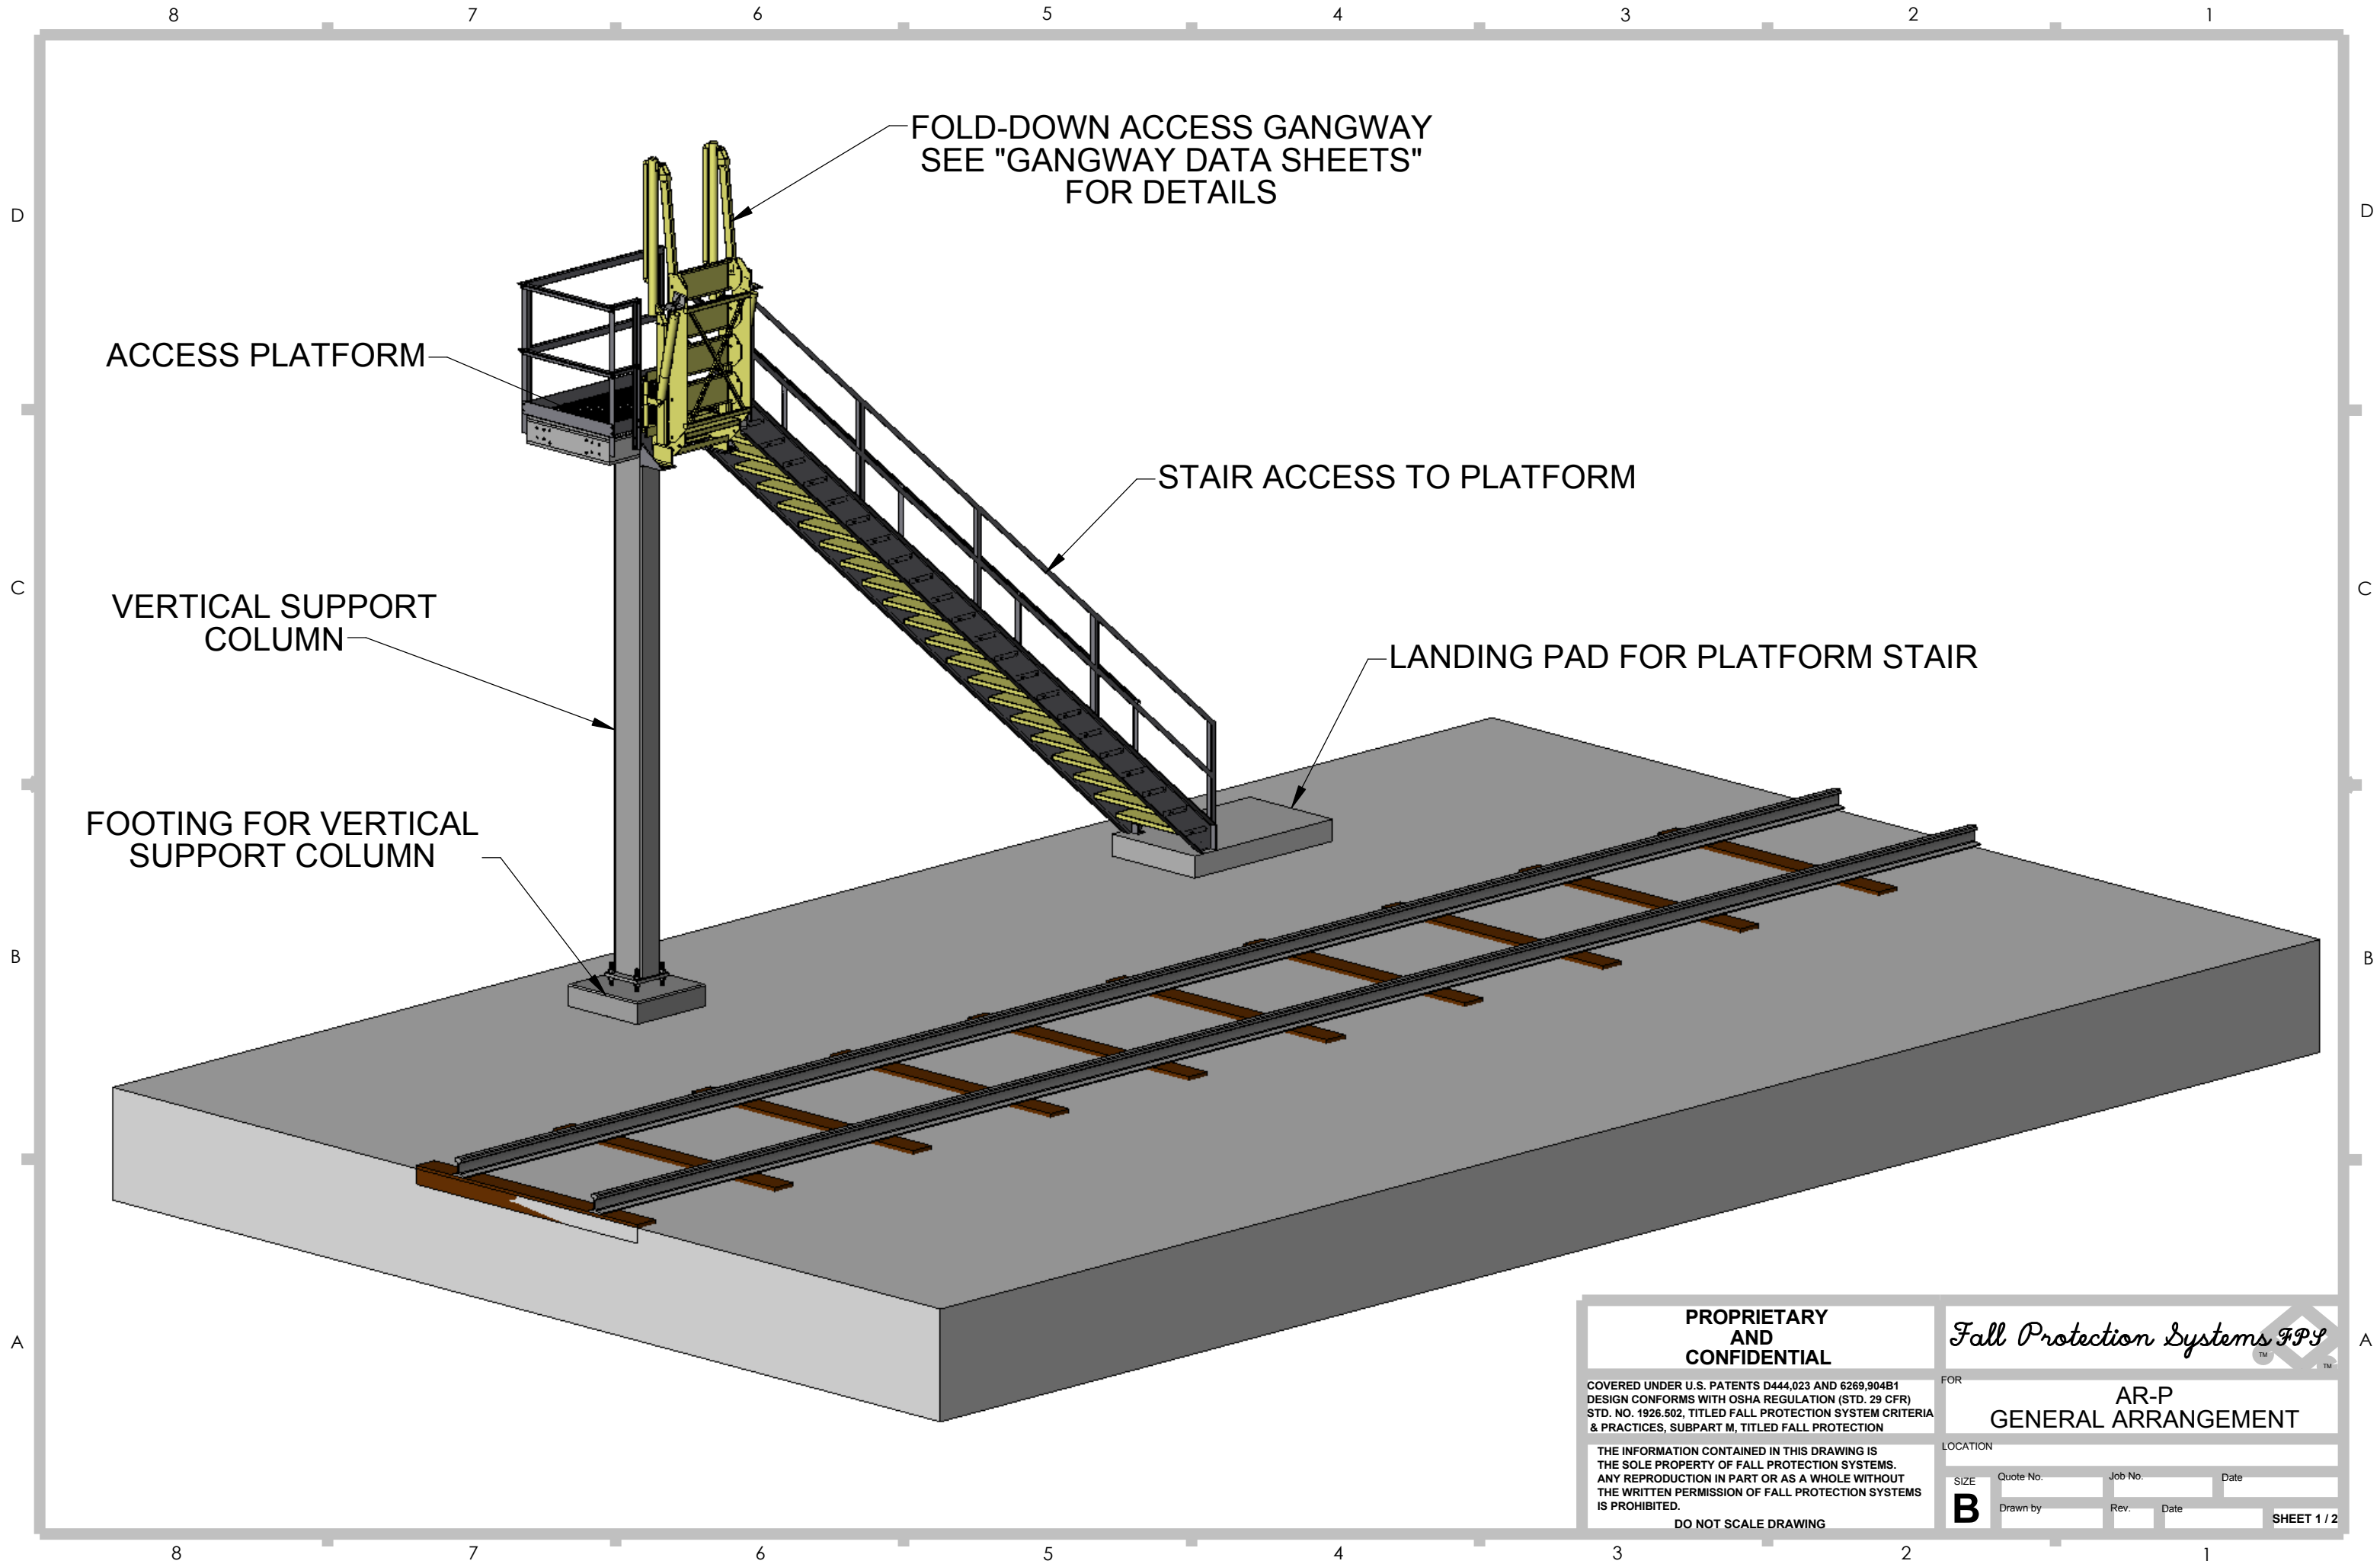 8 7 6 5 4 3 2 1
FOLD-DOWN ACCESS GANGWAY
SEE "GANGWAY DATA SHEETS"
FOR DETAILS
D D
ACCESS PLATFORM
STAIR ACCESS TO PLATFORM
C C
VERTICAL SUPPORT
COLUMN
LANDING PAD FOR PLATFORM STAIR
FOOTING FOR VERTICAL
SUPPORT COLUMN
B B
A A
PROPRIETARY
AND
CONFIDENTIAL
Fall Protection Systems FPS
TM TM
COVERED UNDER U.S. PATENTS D444,023 AND 6269,904B1
DESIGN CONFORMS WITH OSHA REGULATION (STD. 29 CFR)
STD. NO. 1926.502, TITLED FALL PROTECTION SYSTEM CRITERIA
& PRACTICES, SUBPART M, TITLED FALL PROTECTION
FOR
AR-P
GENERAL ARRANGEMENT
THE INFORMATION CONTAINED IN THIS DRAWING IS
THE SOLE PROPERTY OF FALL PROTECTION SYSTEMS.
ANY REPRODUCTION IN PART OR AS A WHOLE WITHOUT
THE WRITTEN PERMISSION OF FALL PROTECTION SYSTEMS
IS PROHIBITED.
DO NOT SCALE DRAWING
LOCATION
SIZE
B
Quote No. Job No. Date
Drawn by Rev. Date
SHEET 1 / 2
8 7 6 5 4 3 2 1